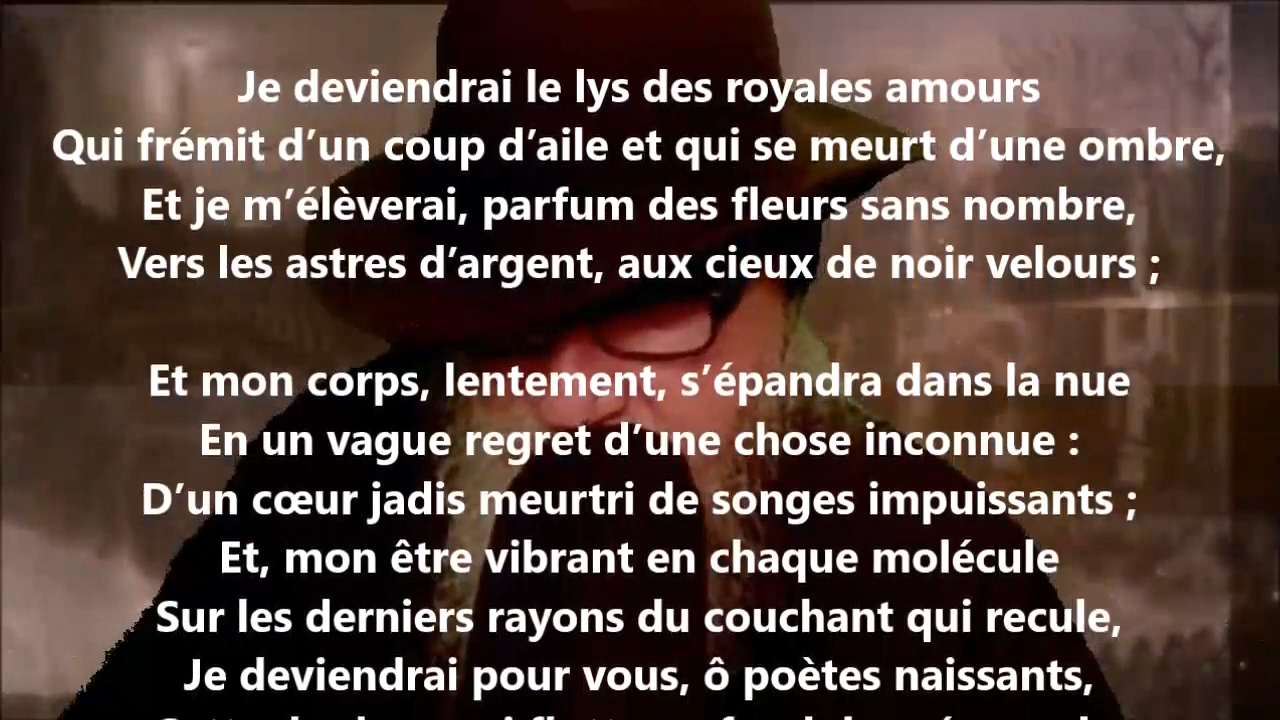 Je deviendrai le lys des royales amours
Qui frémit d’un coup d’aile et qui se meurt d’une ombre,
Et je m’élèverai, parfum des fleurs sans nombre,
Vers les astres d’argent, aux cieux de noir velours ;
Et mon corps, lentement, s’épandra dans la nue
En un vague regret d’une chose inconnue :
D’un cœur jadis meurtri de songes impuissants ;
Et, mon être vibrant en chaque molécule
Sur les derniers rayons du couchant qui recule,
Je deviendrai pour vous, ô poètes naissants,